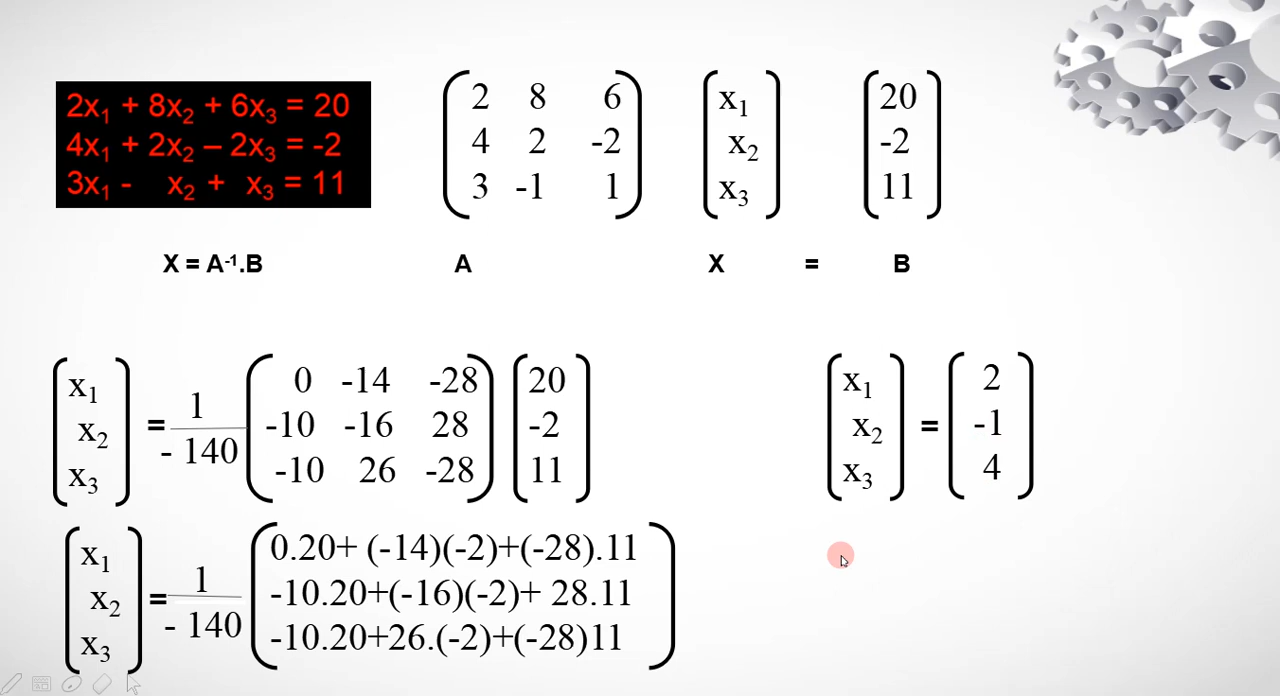 2x₁ + 8x₂ + 6x₃ = 20
4x₁ + 2x₂ – 2x₃ = -2
3x₁ - x₂ + x₃ = 11
2 8 6
4 2 -2
3 -1 1
x₁
x₂
x₃
20
-2
11
X = A⁻¹.B
A X = B
x₁
x₂
x₃
=
1
- 140
0 -14 -28
-10 -16 28
-10 26 -28
20
-2
11
x₁
x₂
x₃
=
2
-1
4
x₁
x₂
x₃
=
1
- 140
0.20+ (-14)(-2)+(-28).11
-10.20+(-16)(-2)+ 28.11
-10.20+26.(-2)+(-28)11